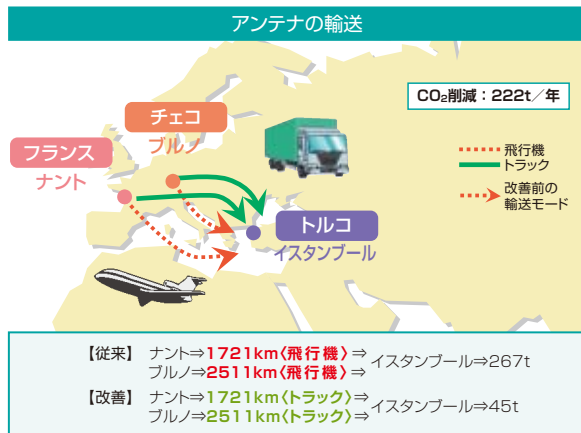 アンテナの輸送
CO₂削減：222t／年
チェコ
ブルノ
フランス
ナント
飛行機
トラック
改善前の
輸送モード
トルコ
イスタンブール
【従来】 ナント⇒1721km〈飛行機〉⇒
ブルノ⇒2511km〈飛行機〉⇒
イスタンブール⇒267t
【改善】 ナント⇒1721km〈トラック〉⇒
ブルノ⇒2511km〈トラック〉⇒
イスタンブール⇒45t